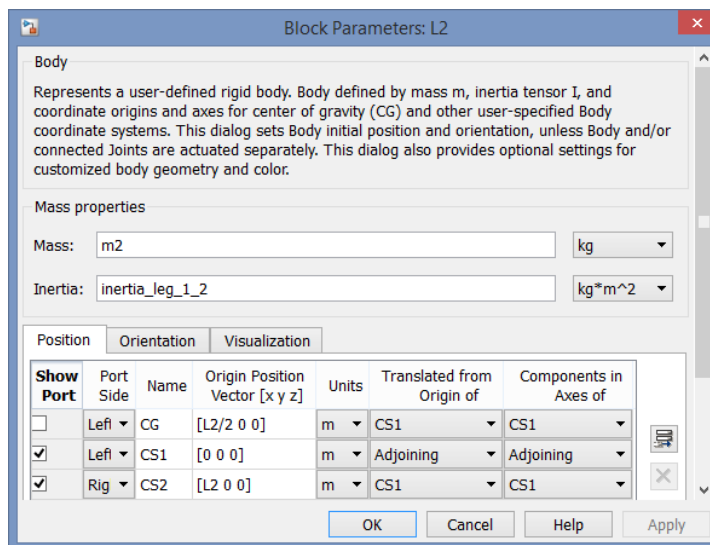 Block Parameters: L2
Body
Represents a user-defined rigid body. Body defined by mass m, inertia tensor I, and
coordinate origins and axes for center of gravity (CG) and other user-specified Body
coordinate systems. This dialog sets Body initial position and orientation, unless Body and/or
connected Joints are actuated separately. This dialog also provides optional settings for
customized body geometry and color.
Mass properties
Mass: m2 kg
Inertia: inertia_leg_1_2 kg*m^2
Position Orientation Visualization
Show Port Port Side Name Origin Position Vector [x y z] Units Translated from Origin of Components in Axes of
Left CG [L2/2 0 0] m CS1 CS1
Left CS1 [0 0 0] m Adjoining Adjoining
Rig CS2 [L2 0 0] m CS1 CS1
OK Cancel Help Apply